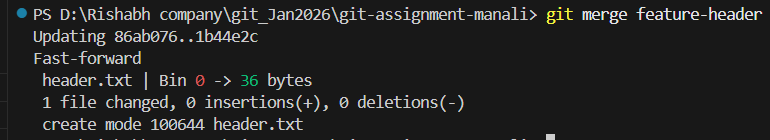 PS D:\Rishabh company\git_Jan2026\git-assignment-manali> git merge feature-header
Updating 86ab076..1b44e2c
Fast-forward
 header.txt | Bin 0 -> 36 bytes
 1 file changed, 0 insertions(+), 0 deletions(-)
 create mode 100644 header.txt